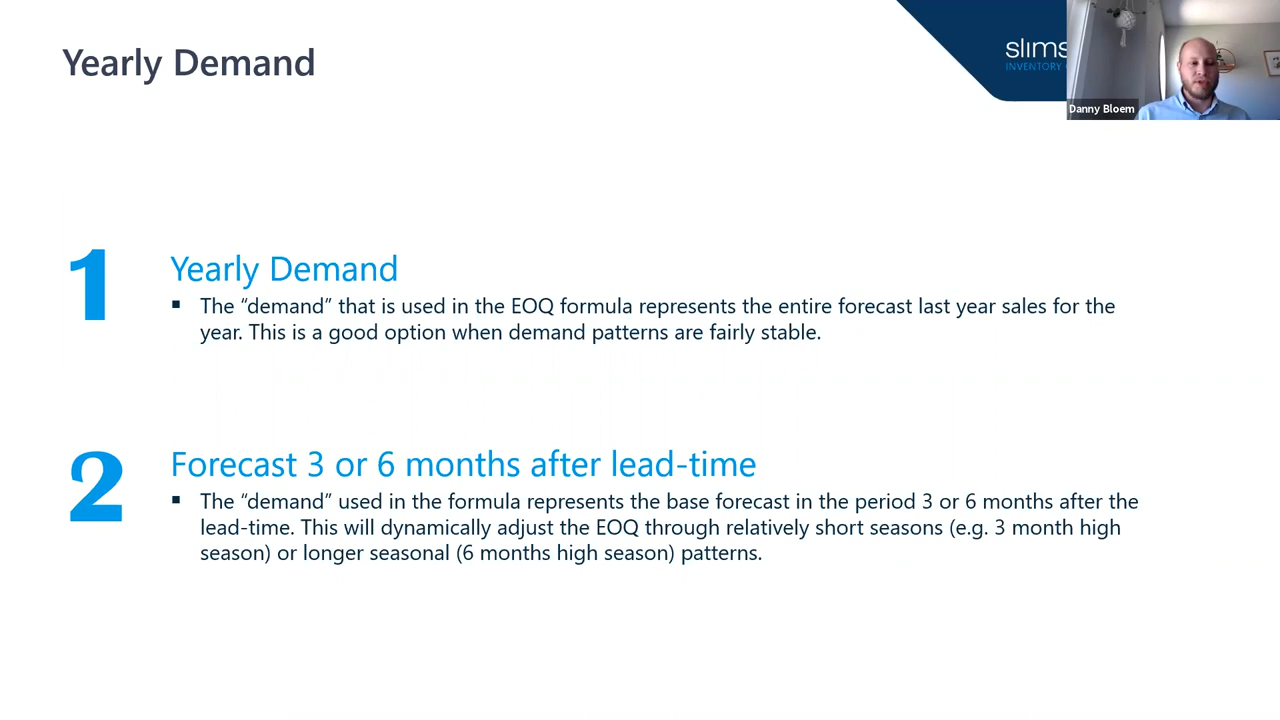 Yearly Demand
slims
INVENTORY
Danny Bloem
1
Yearly Demand
▪ The “demand” that is used in the EOQ formula represents the entire forecast last year sales for the
year. This is a good option when demand patterns are fairly stable.
2
Forecast 3 or 6 months after lead-time
▪ The “demand” used in the formula represents the base forecast in the period 3 or 6 months after the
lead-time. This will dynamically adjust the EOQ through relatively short seasons (e.g. 3 month high
season) or longer seasonal (6 months high season) patterns.